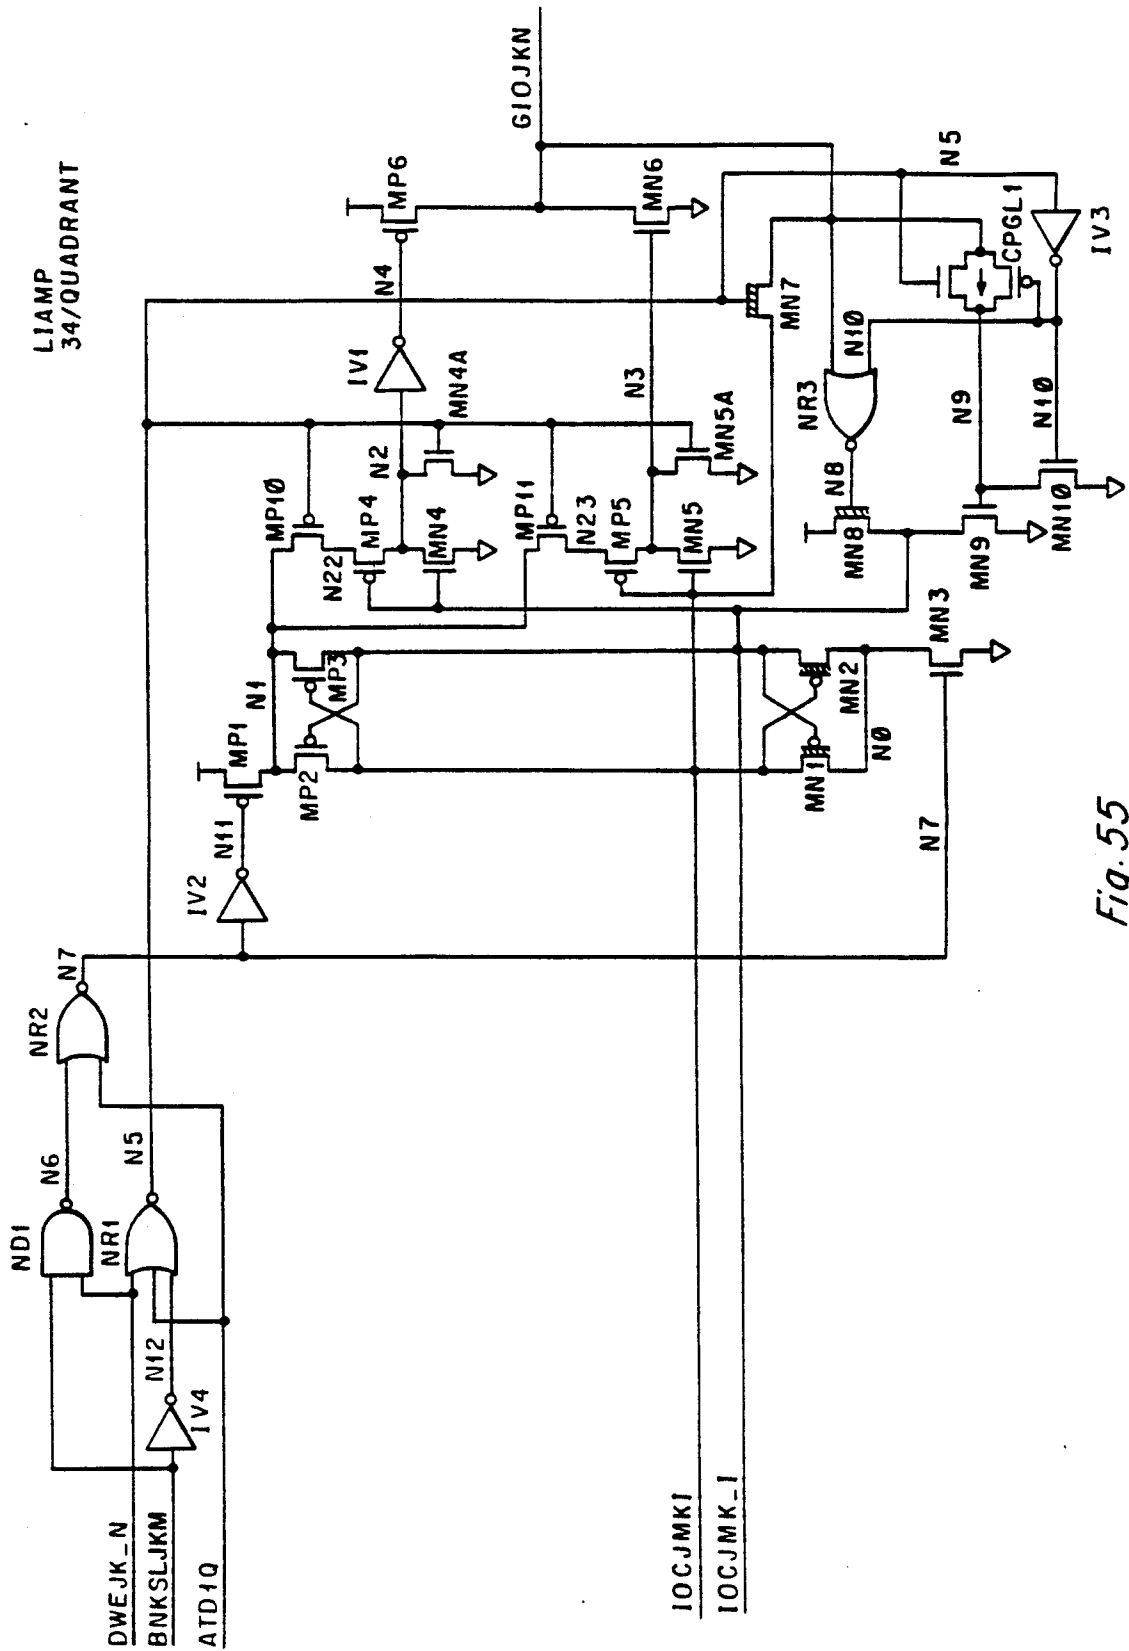 LIAMP
34/QUADRANT
DWEJK_N
BNKSLJKM
ATD1Q
IV4
N12
ND1
NR1
N6
N5
NR2
N7
IV2
N11
MP1
N1
MP2
MP3
MP10
N22
MP4
MN4
N2
MN4A
IV1
N4
MP6
GIOJKN
MP11
N23
MP5
MN5
MN5A
N3
MN6
MN7
N5
IOCJMKI
IOCJMK_I
MN1
MN2
N0
N7
MN3
MN8
N8
NR3
N10
MN9
N9
MN10
N10
CPGL1
IV3
Fig. 55